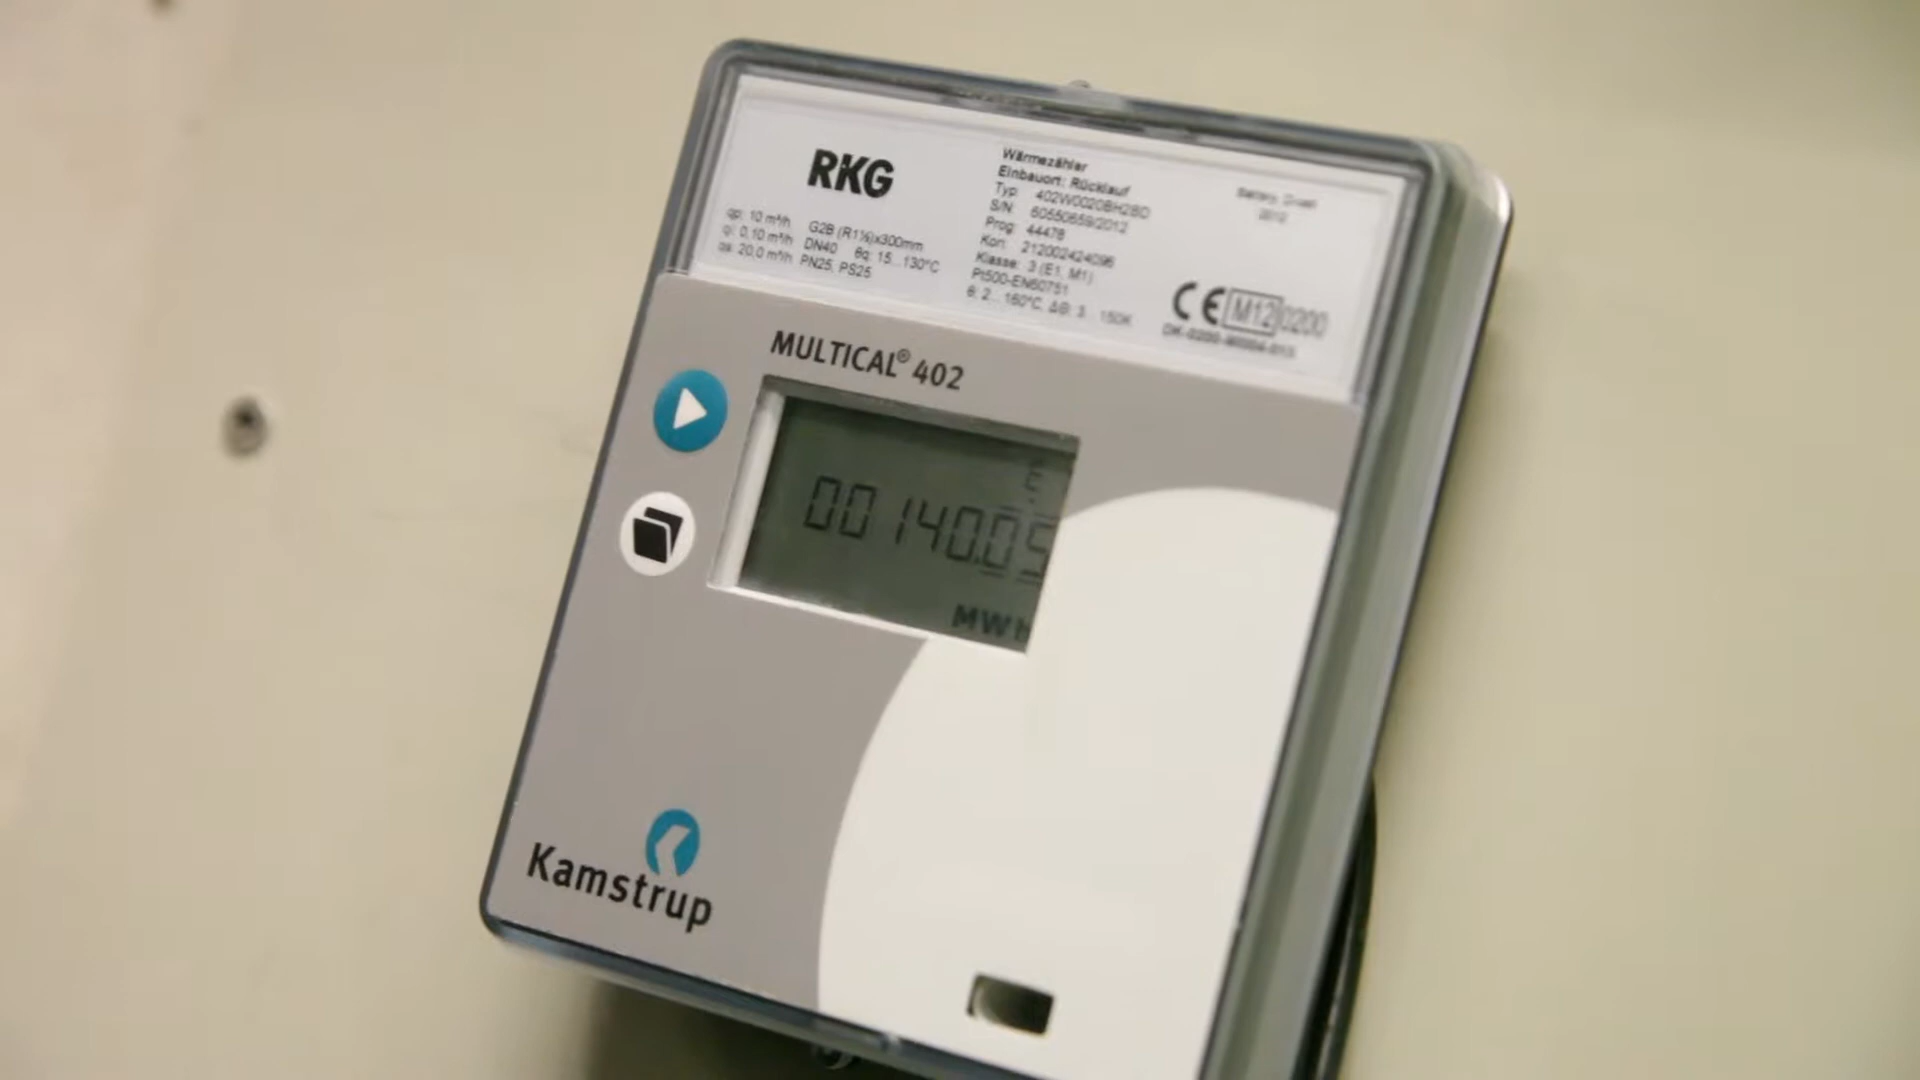 RKG
qp: 10 m³/h
qi: 0,10 m³/h
qs: 20,0 m³/h
G2B (R1½)x300mm
DN40 θq: 15...130°C
PN25, PS25
Wärmezähler
Einbauort: Rücklauf
Typ: 402W0020BH2BD
S/N: 60550659/2012
Prog: 44478
Kon: 212002424096
Klasse: 3 (E1, M1)
Pt500-EN60751
θ: 2... 160°C, Δθ: 3... 150K
CE M12 0200
MULTICAL® 402
00140.05
MWh
Kamstrup